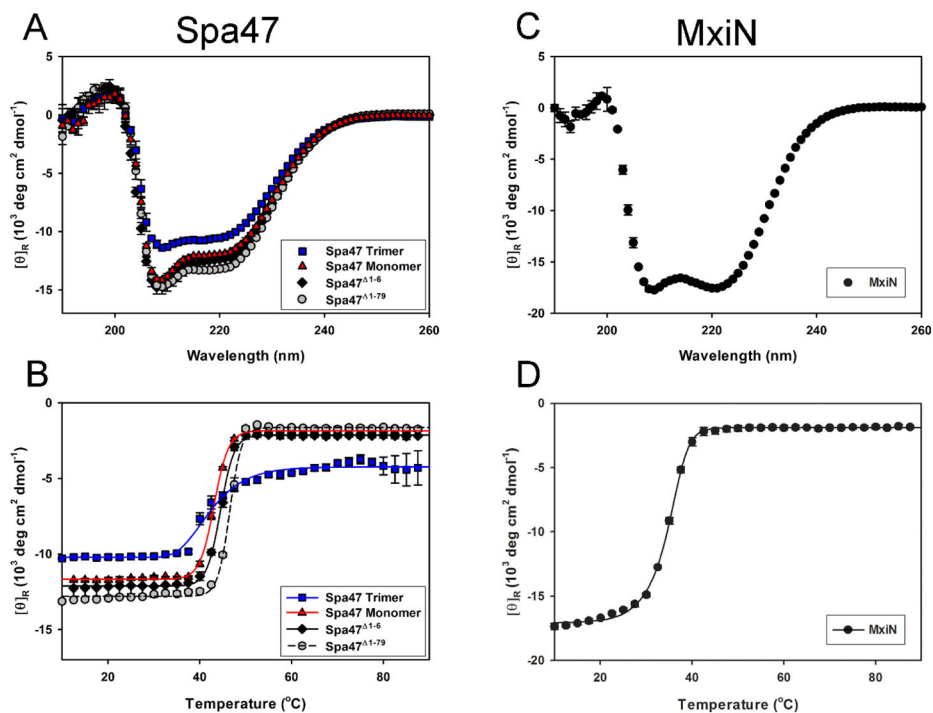 Spa47
MxiN
A
5
0
-5
-10
-15
[θ]R (10³ deg cm² dmol⁻¹)
200
220
240
260
Wavelength (nm)
Spa47 Trimer
Spa47 Monomer
Spa47Δ1-6
Spa47Δ1-79
C
5
0
-5
-10
-15
-20
[θ]R (10³ deg cm² dmol⁻¹)
200
220
240
260
Wavelength (nm)
MxiN
B
0
-5
-10
-15
[θ]R (10³ deg cm² dmol⁻¹)
20
40
60
80
Temperature (°C)
Spa47 Trimer
Spa47 Monomer
Spa47Δ1-6
Spa47Δ1-79
D
0
-5
-10
-15
-20
[θ]R (10³ deg cm² dmol⁻¹)
20
40
60
80
Temperature (°C)
MxiN